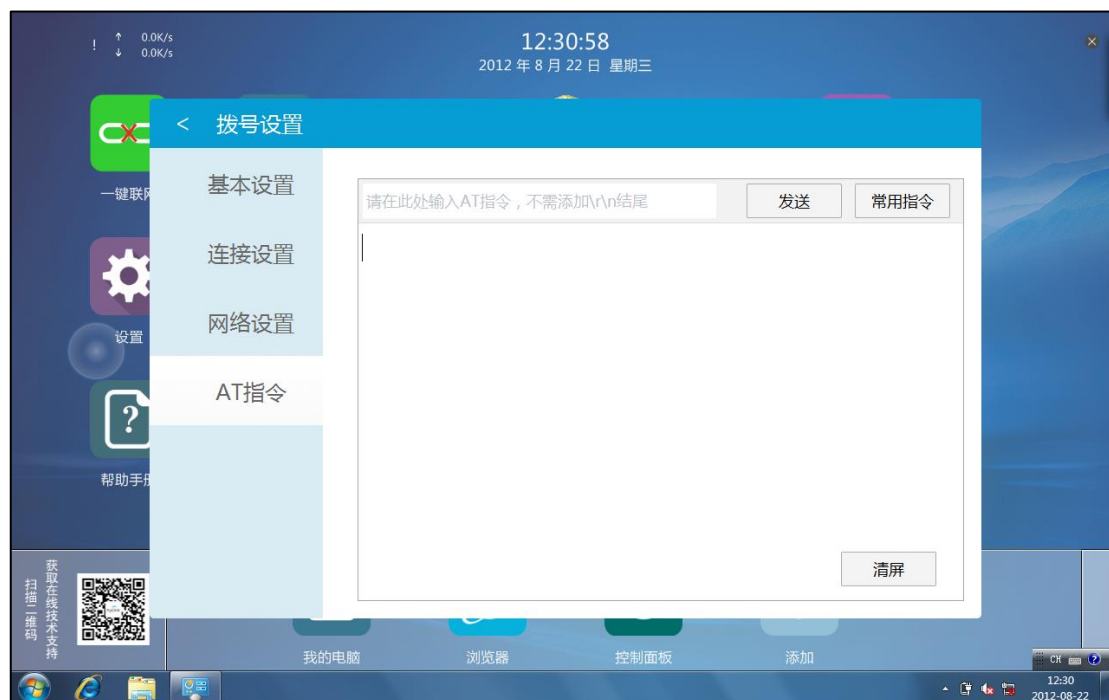 ! ↑ 0.0K/s
↓ 0.0K/s
12:30:58
2012 年 8 月 22 日 星期三
一键联网
< 拨号设置
基本设置
连接设置
网络设置
AT指令
请在此处输入AT指令，不需添加\r\n结尾
发送
常用指令
清屏
设置
帮助手册
获取在线技术支持
扫描二维码
我的电脑
浏览器
控制面板
添加
CH
12:30
2012-08-22